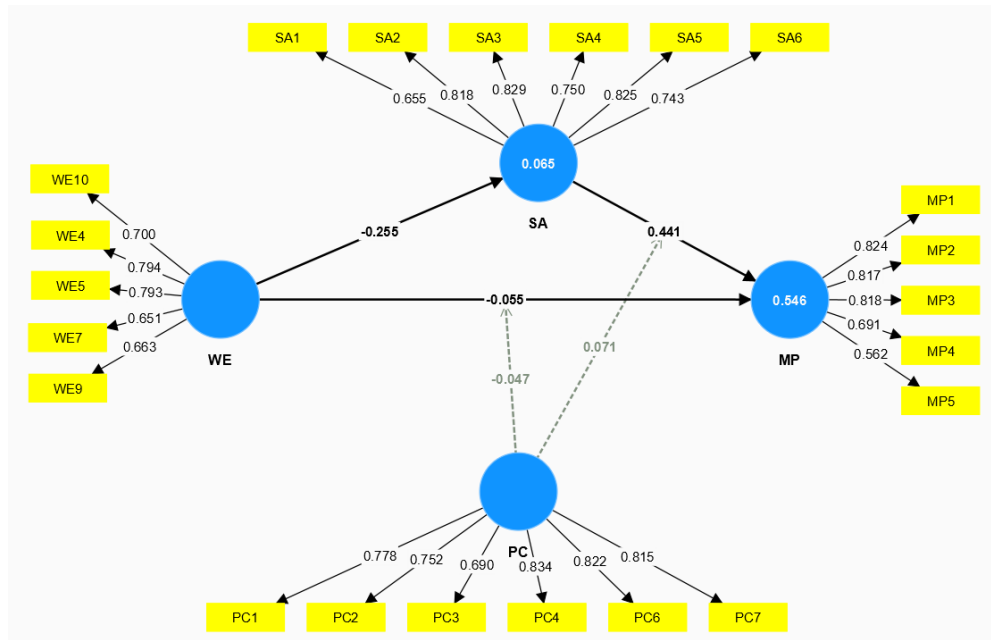 SA1 SA2 SA3 SA4 SA5 SA6
0.655 0.818 0.829 0.750 0.825 0.743
0.065
SA
WE10
WE4
WE5
WE7
WE9
0.700
0.794
0.793
0.651
0.663
WE
-0.255
0.441
-0.055
-0.047
0.071
0.546
MP
0.824
0.817
0.818
0.691
0.562
MP1
MP2
MP3
MP4
MP5
PC
0.778 0.752 0.690 0.834 0.822 0.815
PC1 PC2 PC3 PC4 PC6 PC7